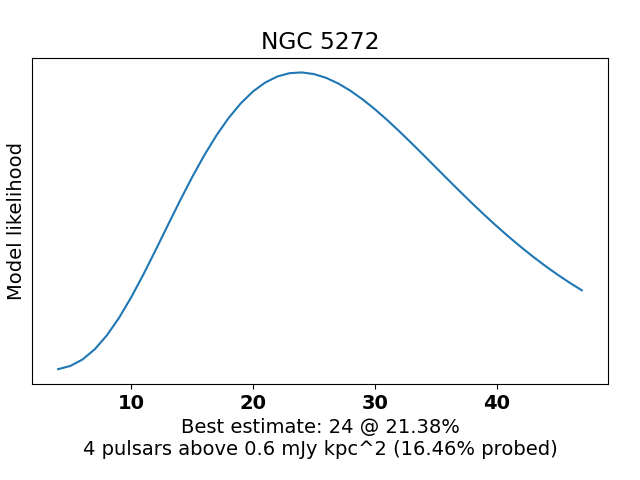 NGC 5272
Model likelihood
10 20 30 40
Best estimate: 24 @ 21.38%
4 pulsars above 0.6 mJy kpc^2 (16.46% probed)